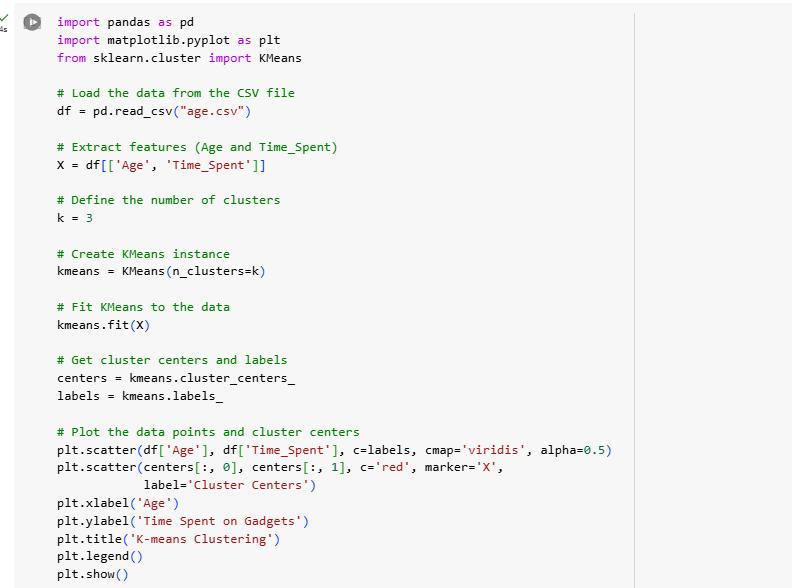 4s
import pandas as pd
import matplotlib.pyplot as plt
from sklearn.cluster import KMeans
# Load the data from the CSV file
df = pd.read_csv("age.csv")
# Extract features (Age and Time_Spent)
X = df[['Age', 'Time_Spent']]
# Define the number of clusters
k = 3
# Create KMeans instance
kmeans = KMeans(n_clusters=k)
# Fit KMeans to the data
kmeans.fit(X)
# Get cluster centers and labels
centers = kmeans.cluster_centers_
labels = kmeans.labels_
# Plot the data points and cluster centers
plt.scatter(df['Age'], df['Time_Spent'], c=labels, cmap='viridis', alpha=0.5)
plt.scatter(centers[:, 0], centers[:, 1], c='red', marker='X',
            label='Cluster Centers')
plt.xlabel('Age')
plt.ylabel('Time Spent on Gadgets')
plt.title('K-means Clustering')
plt.legend()
plt.show()